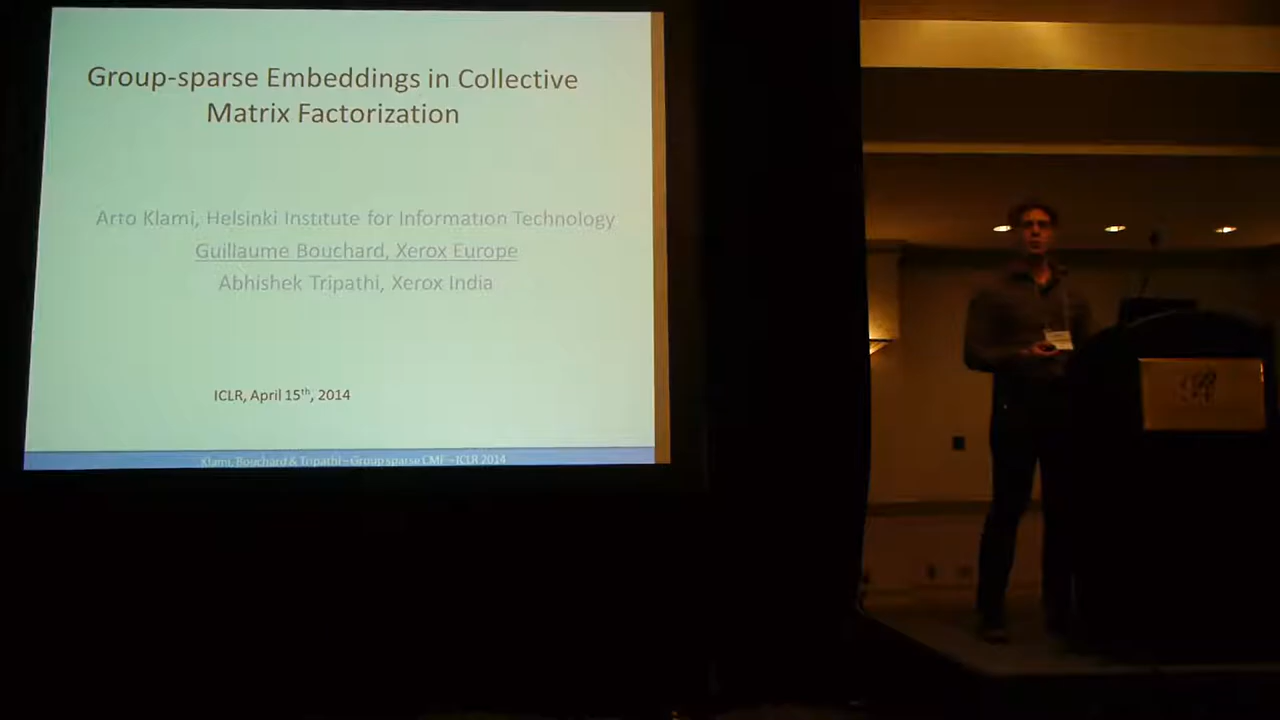 Group-sparse Embeddings in Collective
Matrix Factorization
Arto Klami, Helsinki Institute for Information Technology
Guillaume Bouchard, Xerox Europe
Abhishek Tripathi, Xerox India
ICLR, April 15th, 2014
Klami, Bouchard & Tripathi – Group sparse CMF – ICLR 2014